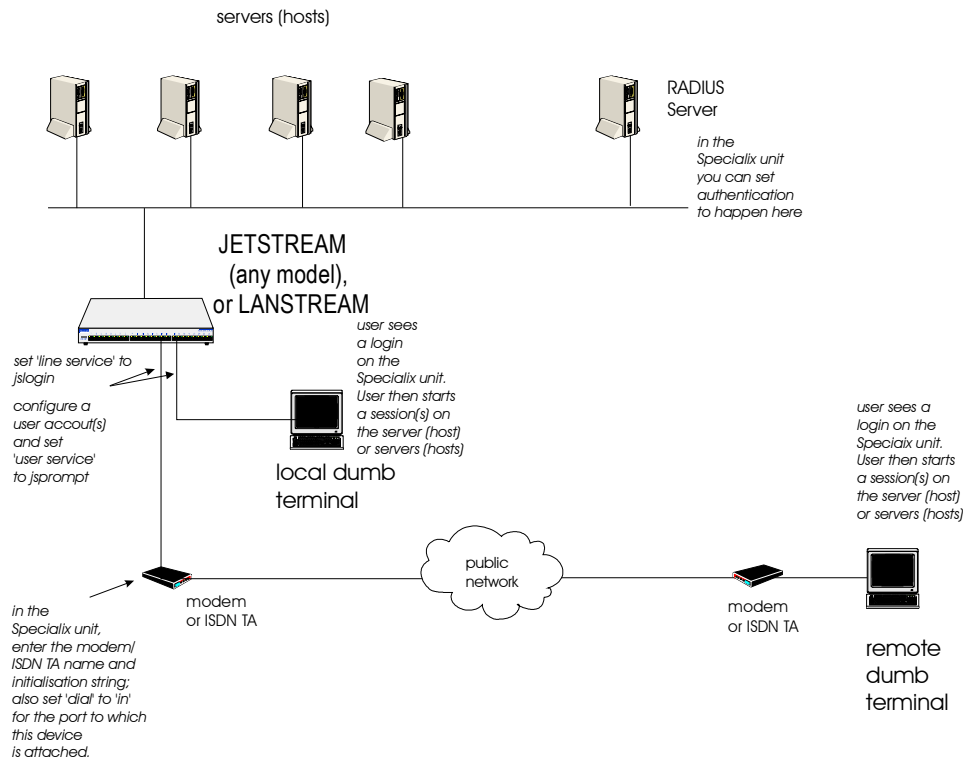 servers (hosts)
RADIUS
Server
in the
Specialix unit
you can set
authentication
to happen here
JETSTREAM
(any model),
or LANSTREAM
set 'line service' to
jslogin
configure a
user accout(s)
and set
'user service'
to jsprompt
user sees
a login
on the
Specialix unit.
User then starts
a session(s) on
the server (host)
or servers (hosts)
local dumb
terminal
user sees a
login on the
Speciaix unit.
User then starts
a session(s) on
the server (host)
or servers (hosts)
public
network
modem
or ISDN TA
modem
or ISDN TA
remote
dumb
terminal
in the
Specialix unit,
enter the modem/
ISDN TA name and
initialisation string;
also set 'dial' to 'in'
for the port to which
this device
is attached.